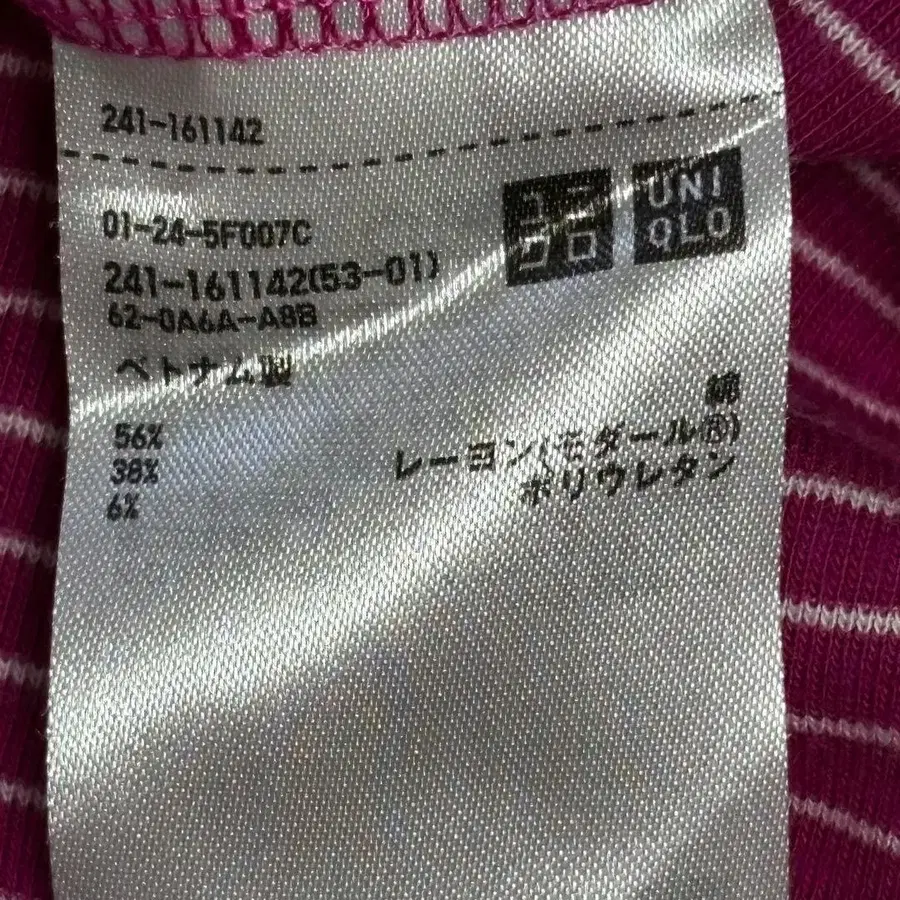 241-161142
ユニ
クロ
UNI
QLO
01-24-5F007C
241-161142(53-01)
62-0A6A-A8B
ベトナム製
56% 綿
38% レーヨン(モダール®)
6% ポリウレタン